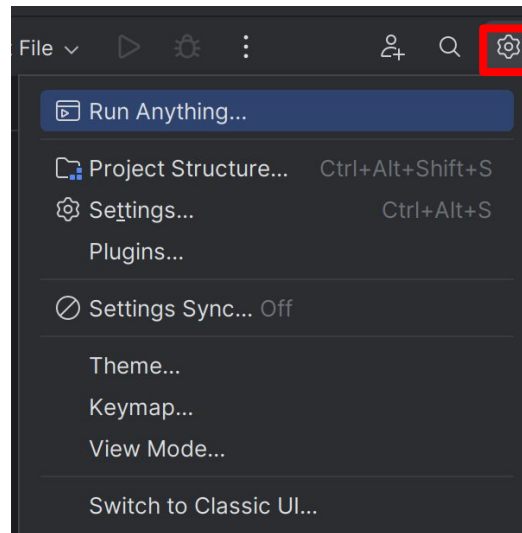 File
Run Anything...
Project Structure... Ctrl+Alt+Shift+S
Settings... Ctrl+Alt+S
Plugins...
Settings Sync... Off
Theme...
Keymap...
View Mode...
Switch to Classic UI...